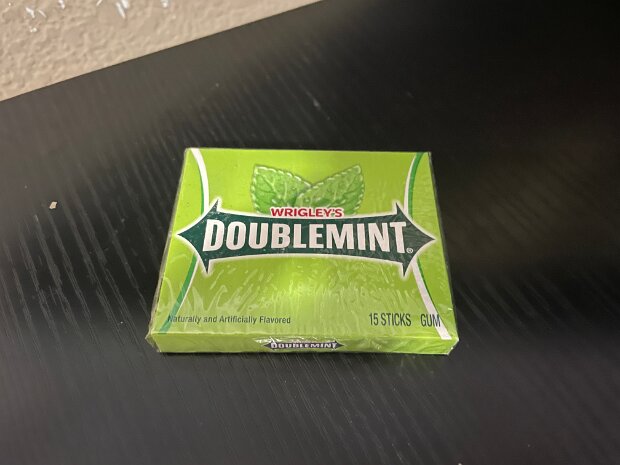 WRIGLEY'S
DOUBLEMINT®
Naturally and Artificially Flavored
15 STICKS GUM
DOUBLEMINT